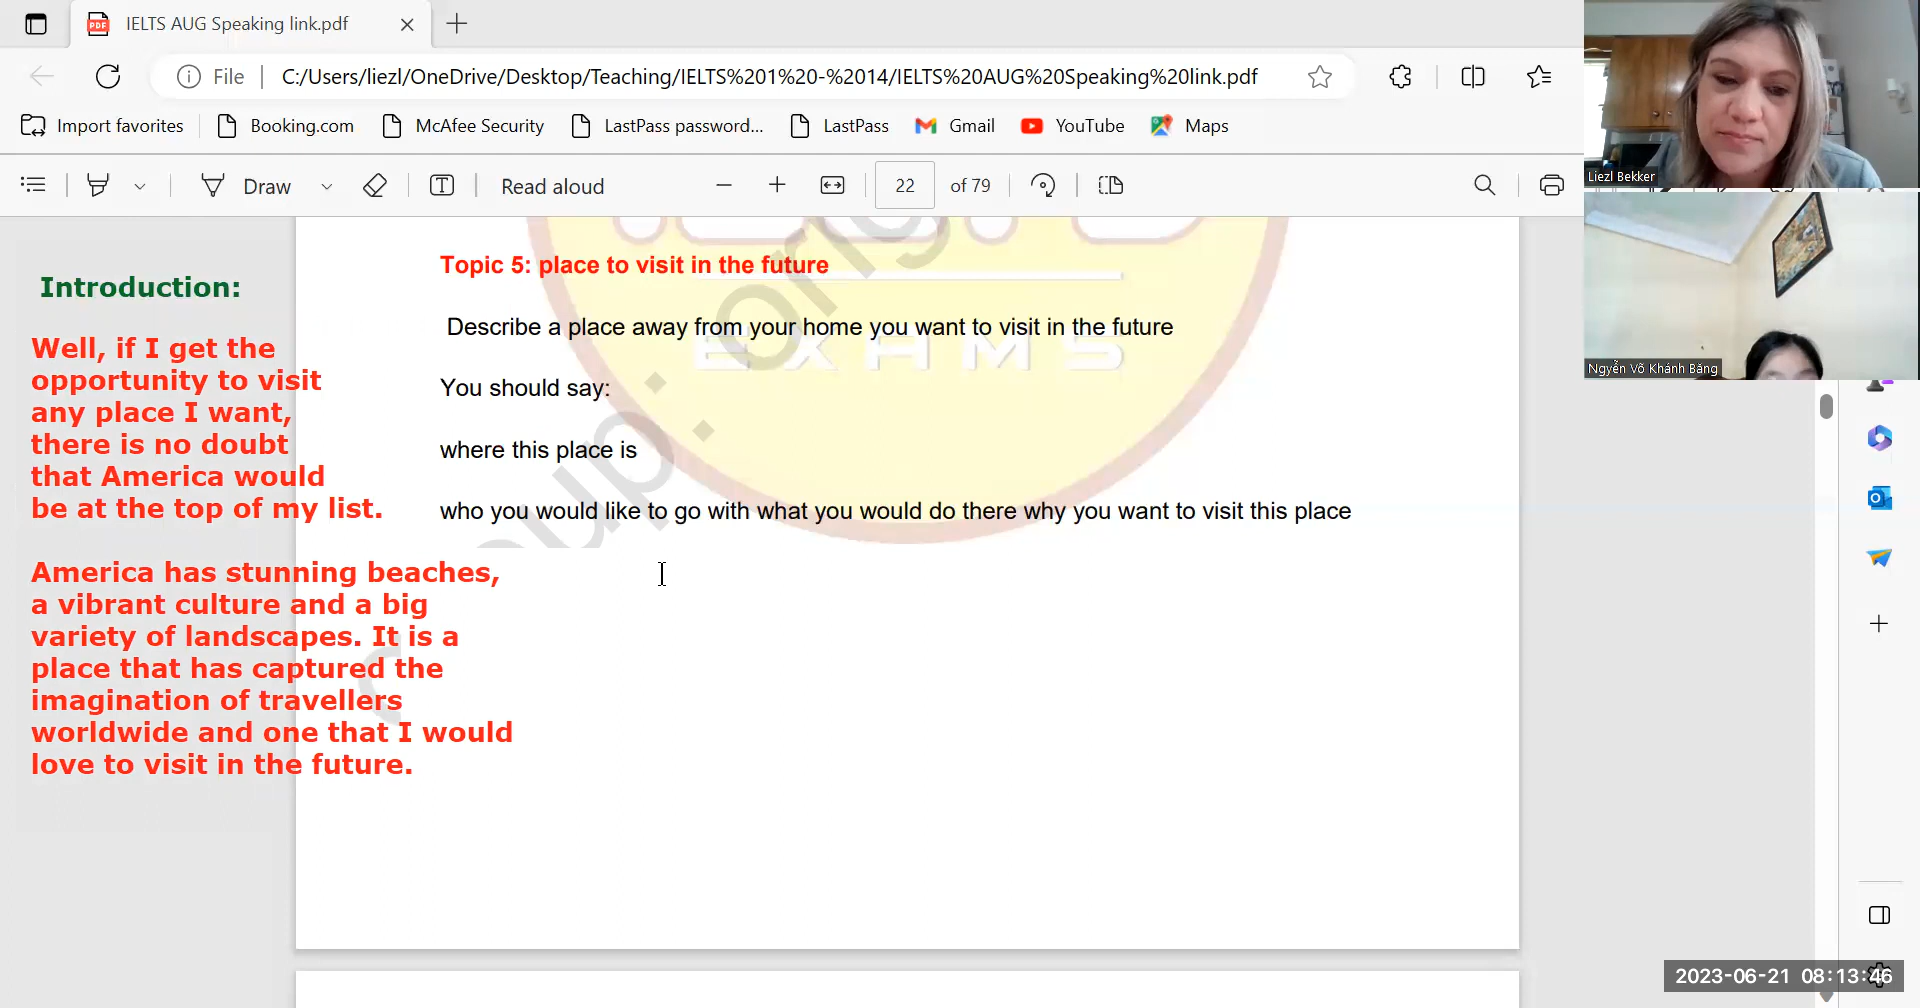 IELTS AUG Speaking link.pdf
File
C:/Users/liezl/OneDrive/Desktop/Teaching/IELTS%201%20-%2014/IELTS%20AUG%20Speaking%20link.pdf
Import favorites
Booking.com
McAfee Security
LastPass password...
LastPass
Gmail
YouTube
Maps
Draw
Read aloud
22
of 79
Liezl Bekker
Nguyễn Võ Khánh Băng
Topic 5: place to visit in the future
Describe a place away from your home you want to visit in the future
EXAMS
You should say:
where this place is
who you would like to go with what you would do there why you want to visit this place
Introduction:
Well, if I get the
opportunity to visit
any place I want,
there is no doubt
that America would
be at the top of my list.
America has stunning beaches,
a vibrant culture and a big
variety of landscapes. It is a
place that has captured the
imagination of travellers
worldwide and one that I would
love to visit in the future.
2023-06-21 08:13:46